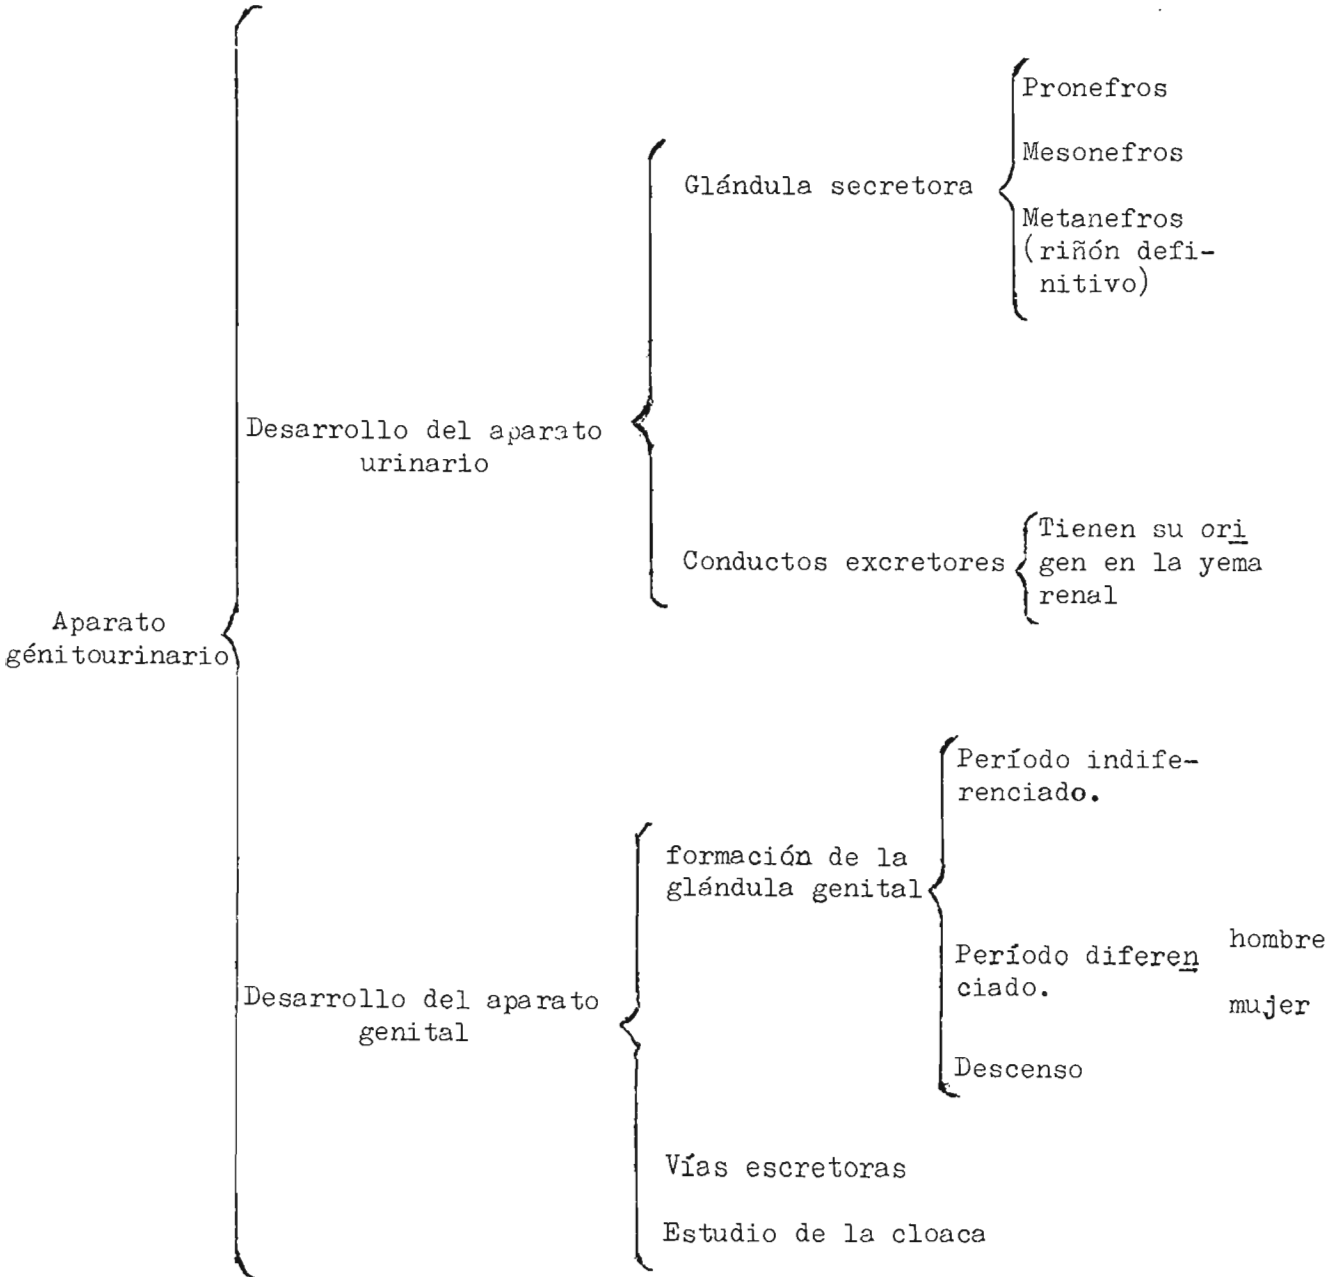 Pronefros
Mesonefros
Glándula secretora
Metanefros
(riñón defi-
nitivo)
Desarrollo del aparato
urinario
Conductos excretores
Tienen su ori
gen en la yema
renal
Aparato
génitourinario
Período indife-
renciado.
formación de la
glándula genital
Período diferen
ciado.
hombre
mujer
Descenso
Desarrollo del aparato
genital
Vías escretoras
Estudio de la cloaca